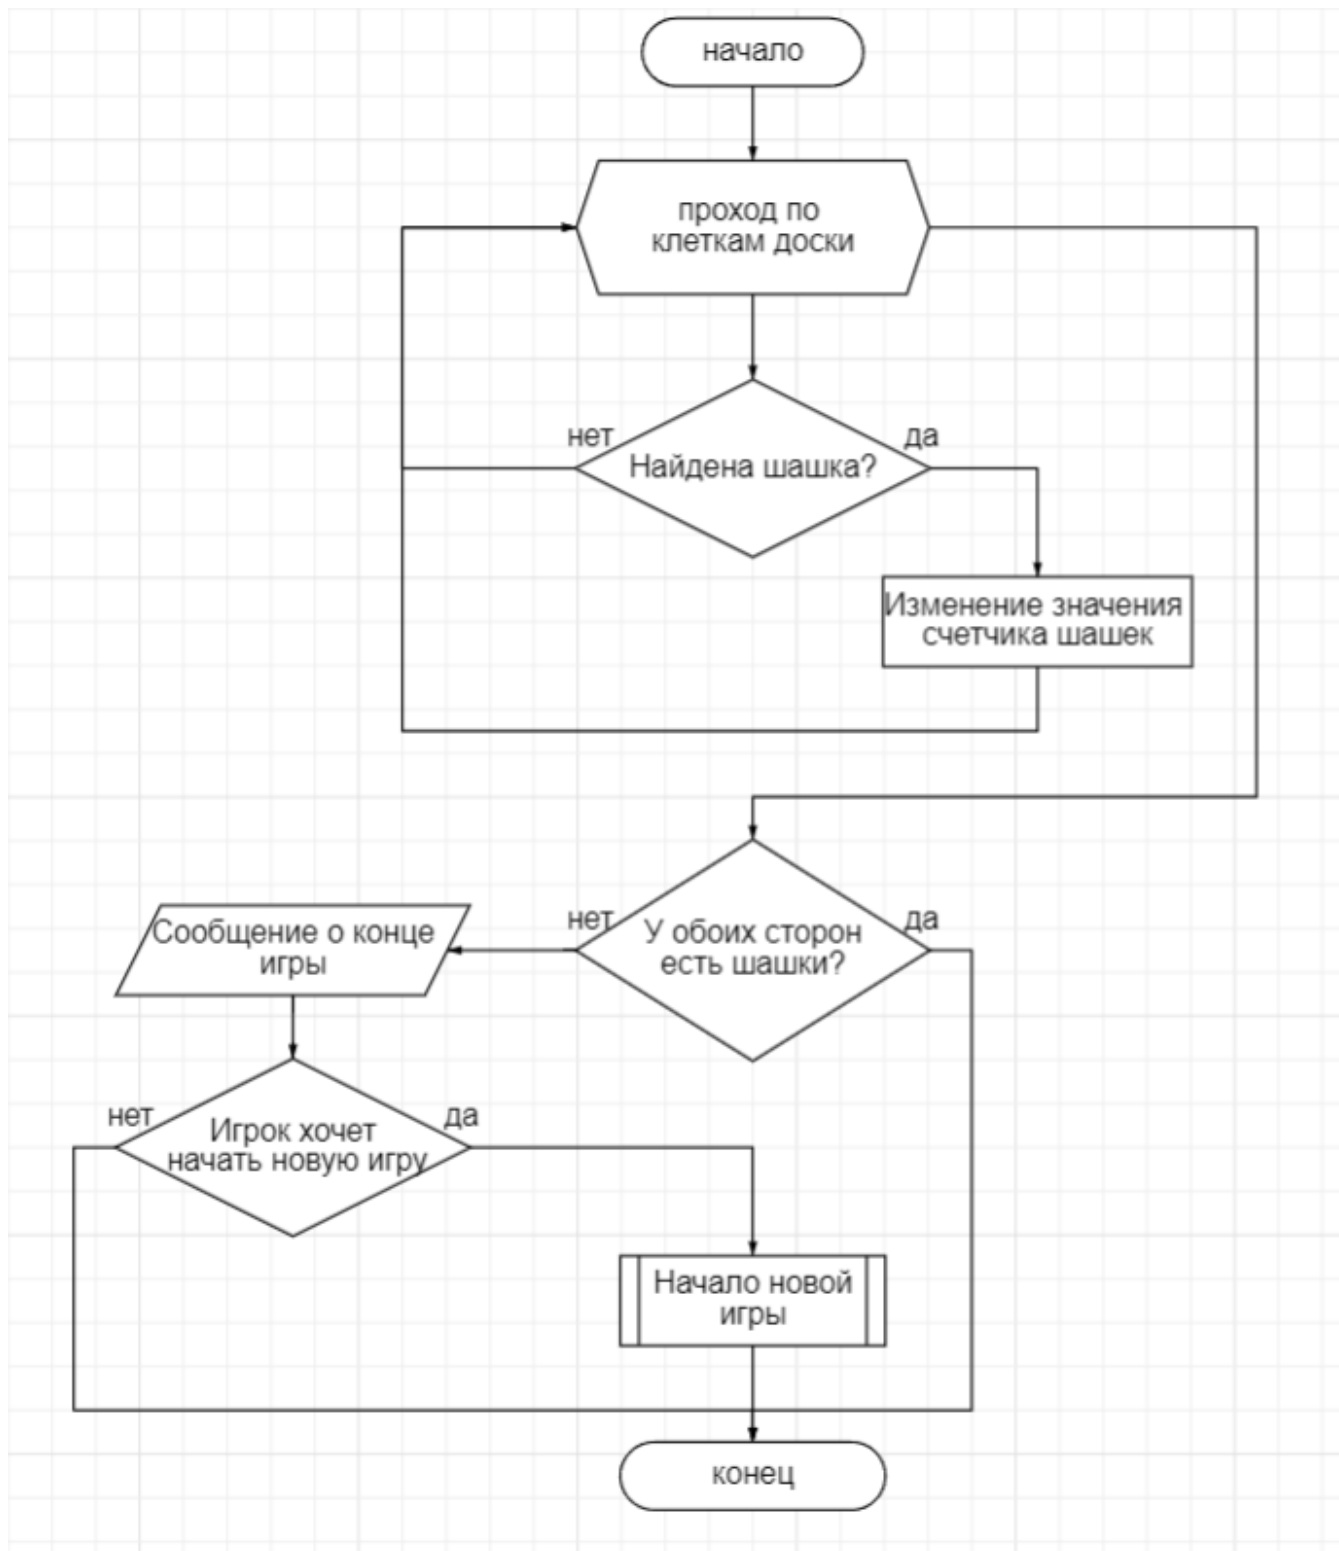 начало
проход по
клеткам доски
нет
да
Найдена шашка?
Изменение значения
счетчика шашек
нет
да
У обоих сторон
есть шашки?
Сообщение о конце
игры
нет
да
Игрок хочет
начать новую игру
Начало новой
игры
конец